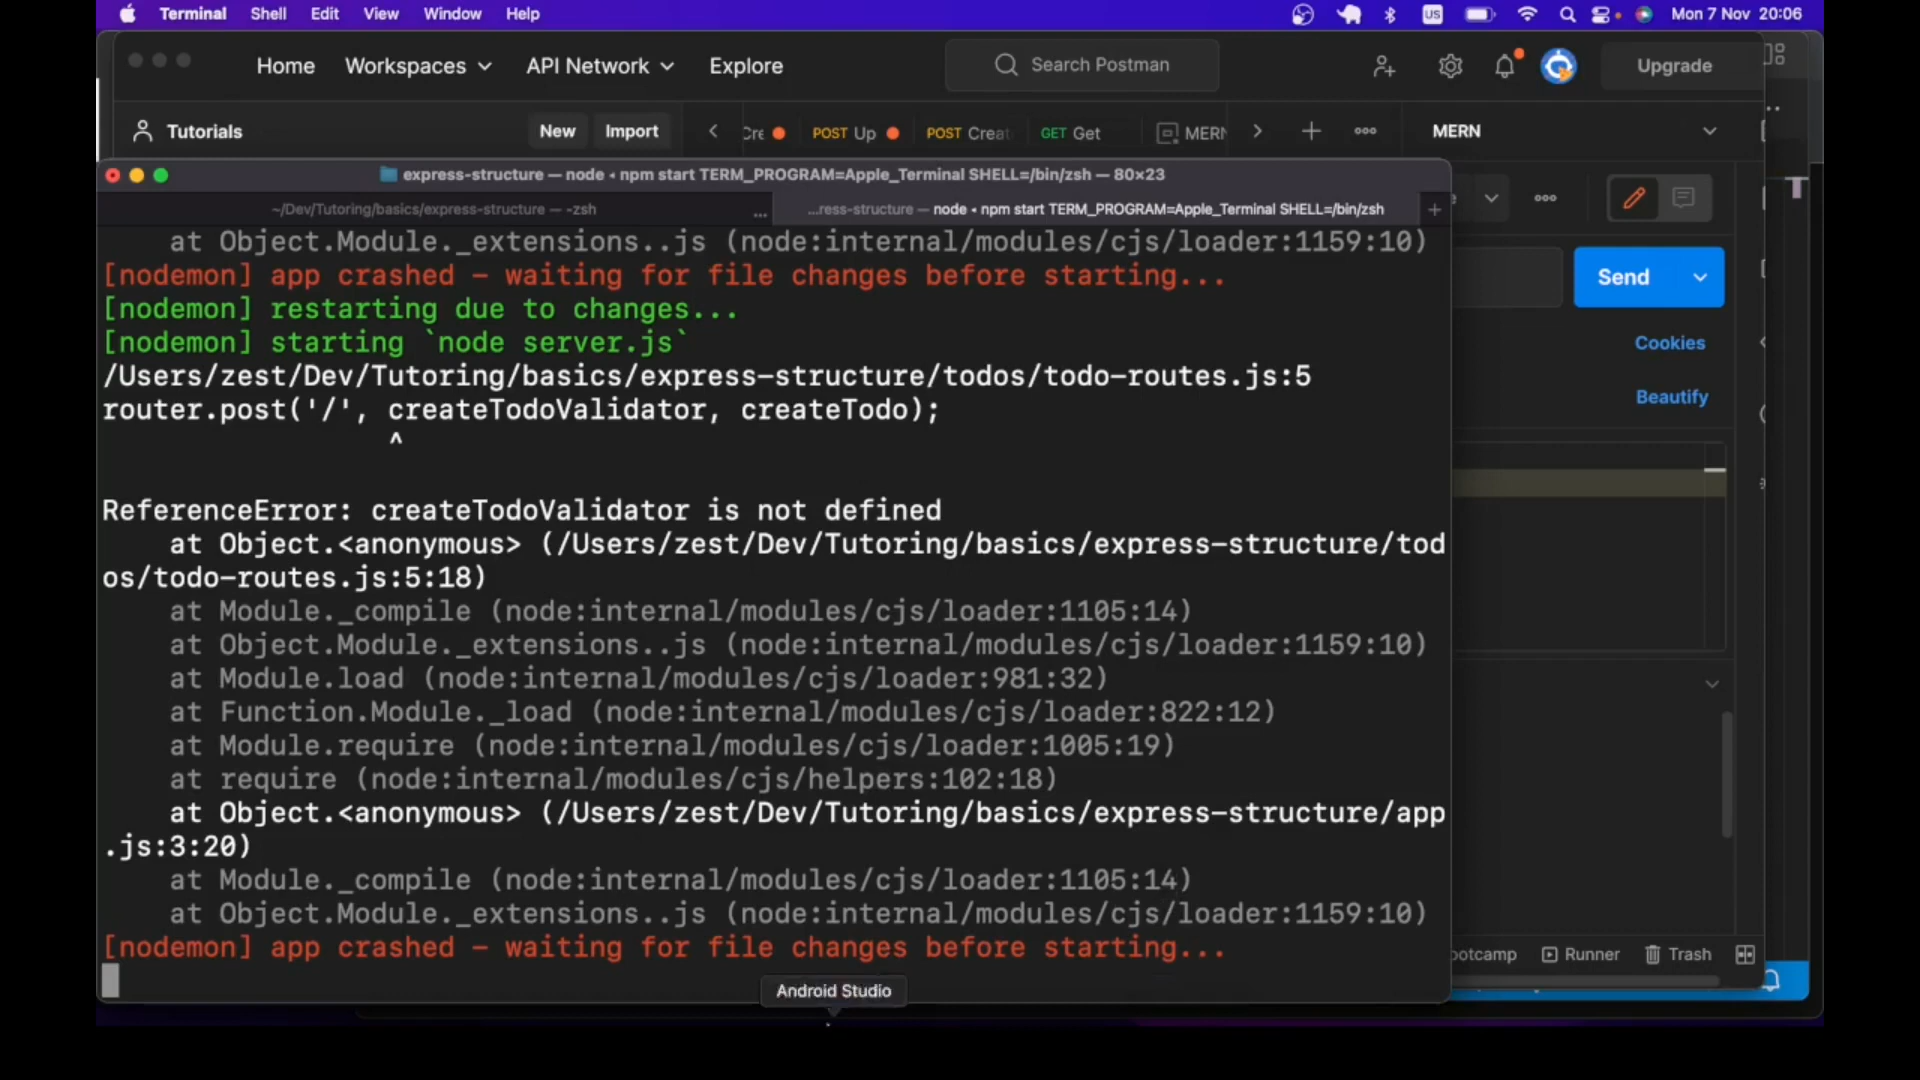 Terminal Shell Edit View Window Help US Mon 7 Nov 20:06
Home Workspaces API Network Explore Search Postman Upgrade
Tutorials New Import Cre POST Up POST Creat GET Get MERN MERN
express-structure — node ◂ npm start TERM_PROGRAM=Apple_Terminal SHELL=/bin/zsh — 80×23
~/Dev/Tutoring/basics/express-structure — -zsh ... ...ress-structure — node ◂ npm start TERM_PROGRAM=Apple_Terminal SHELL=/bin/zsh +
at Object.Module._extensions..js (node:internal/modules/cjs/loader:1159:10)
[nodemon] app crashed - waiting for file changes before starting...
Send
[nodemon] restarting due to changes...
[nodemon] starting `node server.js`
Cookies
/Users/zest/Dev/Tutoring/basics/express-structure/todos/todo-routes.js:5
Beautify
router.post('/', createTodoValidator, createTodo);
^
ReferenceError: createTodoValidator is not defined
at Object.<anonymous> (/Users/zest/Dev/Tutoring/basics/express-structure/tod
os/todo-routes.js:5:18)
at Module._compile (node:internal/modules/cjs/loader:1105:14)
at Object.Module._extensions..js (node:internal/modules/cjs/loader:1159:10)
at Module.load (node:internal/modules/cjs/loader:981:32)
at Function.Module._load (node:internal/modules/cjs/loader:822:12)
at Module.require (node:internal/modules/cjs/loader:1005:19)
at require (node:internal/modules/cjs/helpers:102:18)
at Object.<anonymous> (/Users/zest/Dev/Tutoring/basics/express-structure/app
.js:3:20)
at Module._compile (node:internal/modules/cjs/loader:1105:14)
at Object.Module._extensions..js (node:internal/modules/cjs/loader:1159:10)
[nodemon] app crashed - waiting for file changes before starting...
ootcamp Runner Trash
Android Studio